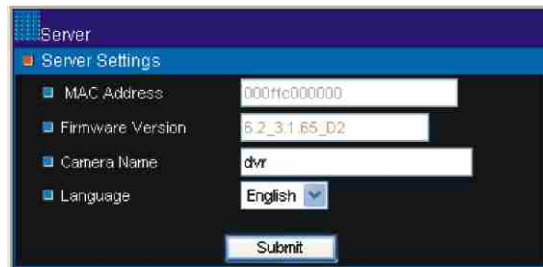 Server
Server Settings
MAC Address 000ffc000000
Firmware Version 6.2_3.1.65_D2
Camera Name dvr
Language English
Submit